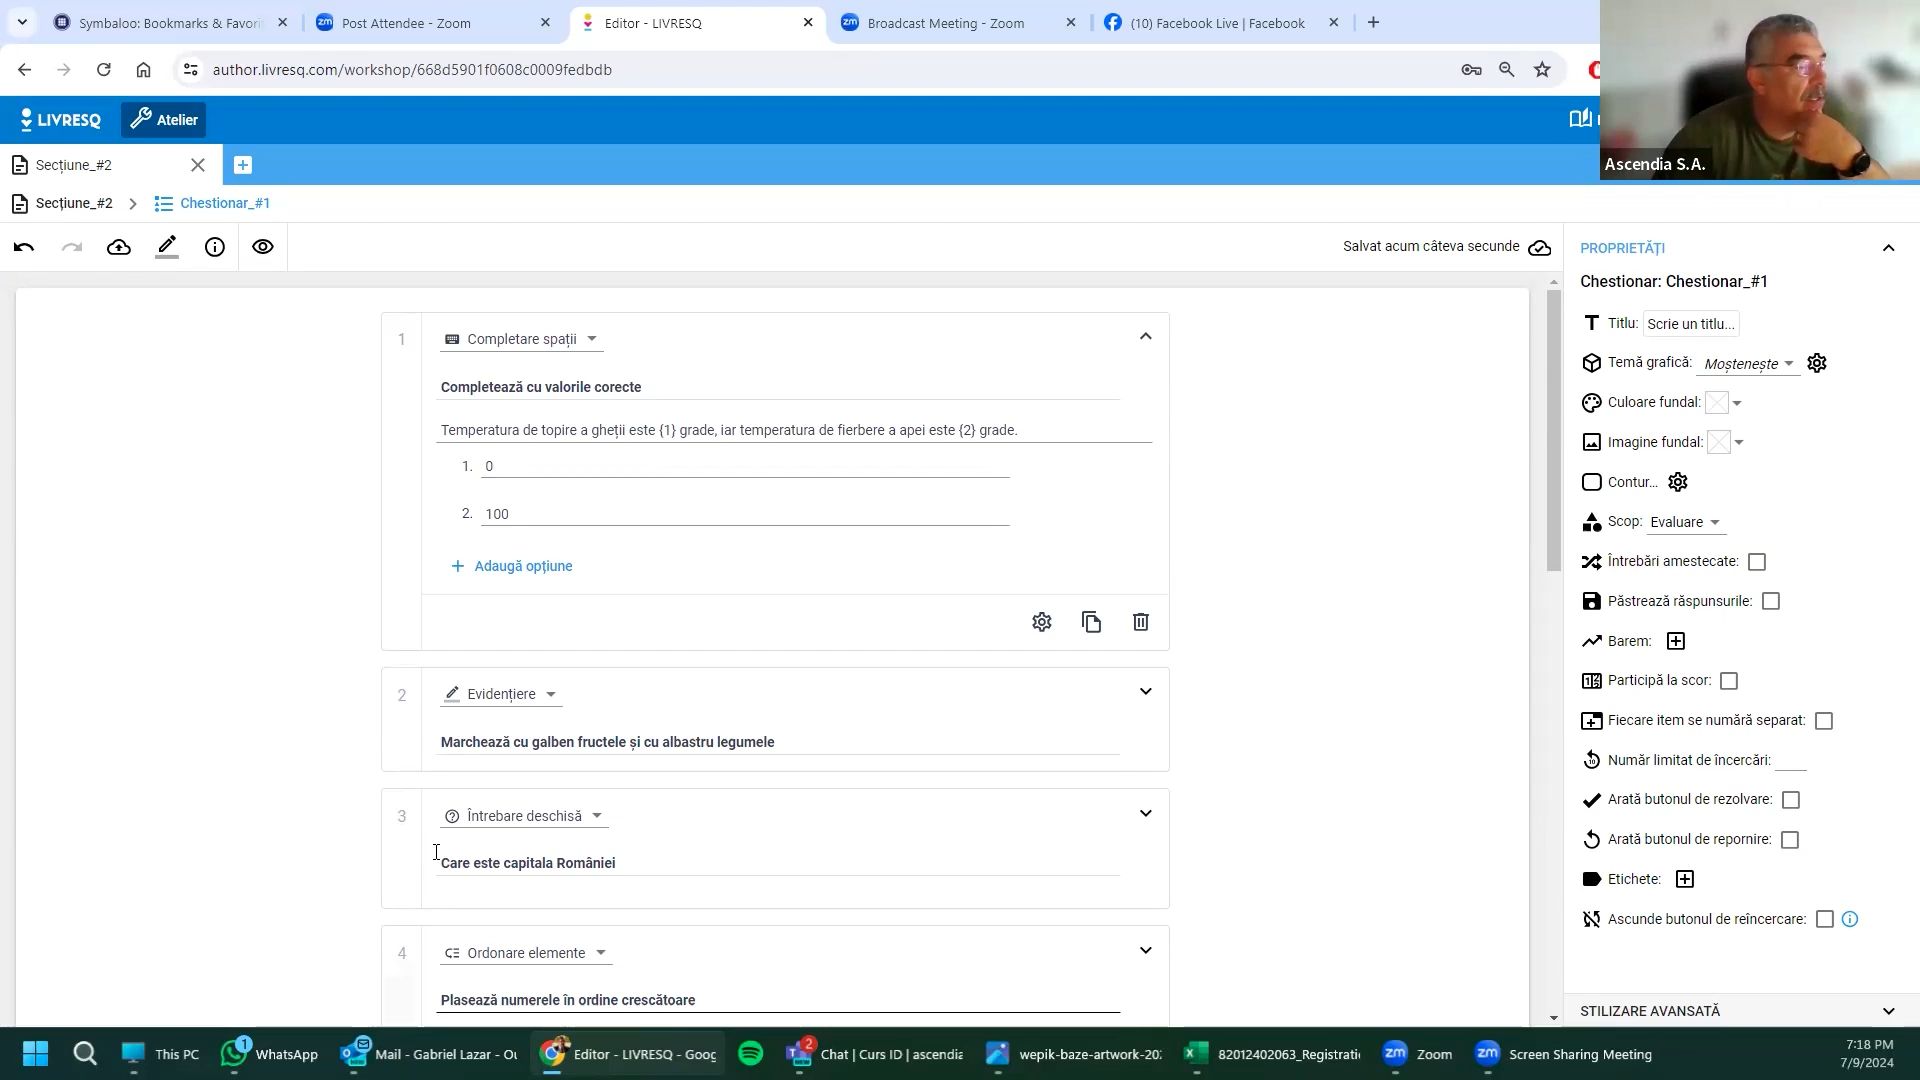 Symbaloo: Bookmarks & Favori
Post Attendee - Zoom
Editor - LIVRESQ
Broadcast Meeting - Zoom
(10) Facebook Live | Facebook
author.livresq.com/workshop/668d5901f0608c0009fedbdb
LIVRESQ
Atelier
Ascendia S.A.
Secțiune_#2
Secțiune_#2
Chestionar_#1
Salvat acum câteva secunde
1
Completare spații
Completează cu valorile corecte
Temperatura de topire a gheții este {1} grade, iar temperatura de fierbere a apei este {2} grade.
1. 0
2. 100
Adaugă opțiune
2
Evidențiere
Marchează cu galben fructele și cu albastru legumele
3
Întrebare deschisă
Care este capitala României
4
Ordonare elemente
Plasează numerele în ordine crescătoare
PROPRIETĂȚI
Chestionar: Chestionar_#1
Titlu: Scrie un titlu...
Temă grafică: Moștenește
Culoare fundal:
Imagine fundal:
Contur...
Scop: Evaluare
Întrebări amestecate:
Păstrează răspunsurile:
Barem:
Participă la scor:
Fiecare item se numără separat:
Număr limitat de încercări:
Arată butonul de rezolvare:
Arată butonul de repornire:
Etichete:
Ascunde butonul de reîncercare:
STILIZARE AVANSATĂ
This PC
1
WhatsApp
Mail - Gabriel Lazar - Ou
Editor - LIVRESQ - Goog
2
Chat | Curs ID | ascendia
wepik-baze-artwork-20
82012402063_Registrati
Zoom
Screen Sharing Meeting
7:18 PM
7/9/2024